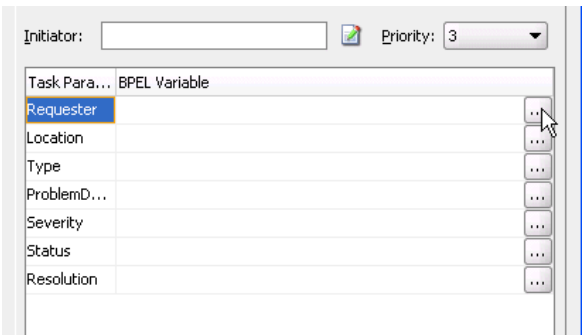 Initiator: Priority: 3
Task Para... BPEL Variable
Requester ...
Location ...
Type ...
ProblemD... ...
Severity ...
Status ...
Resolution ...